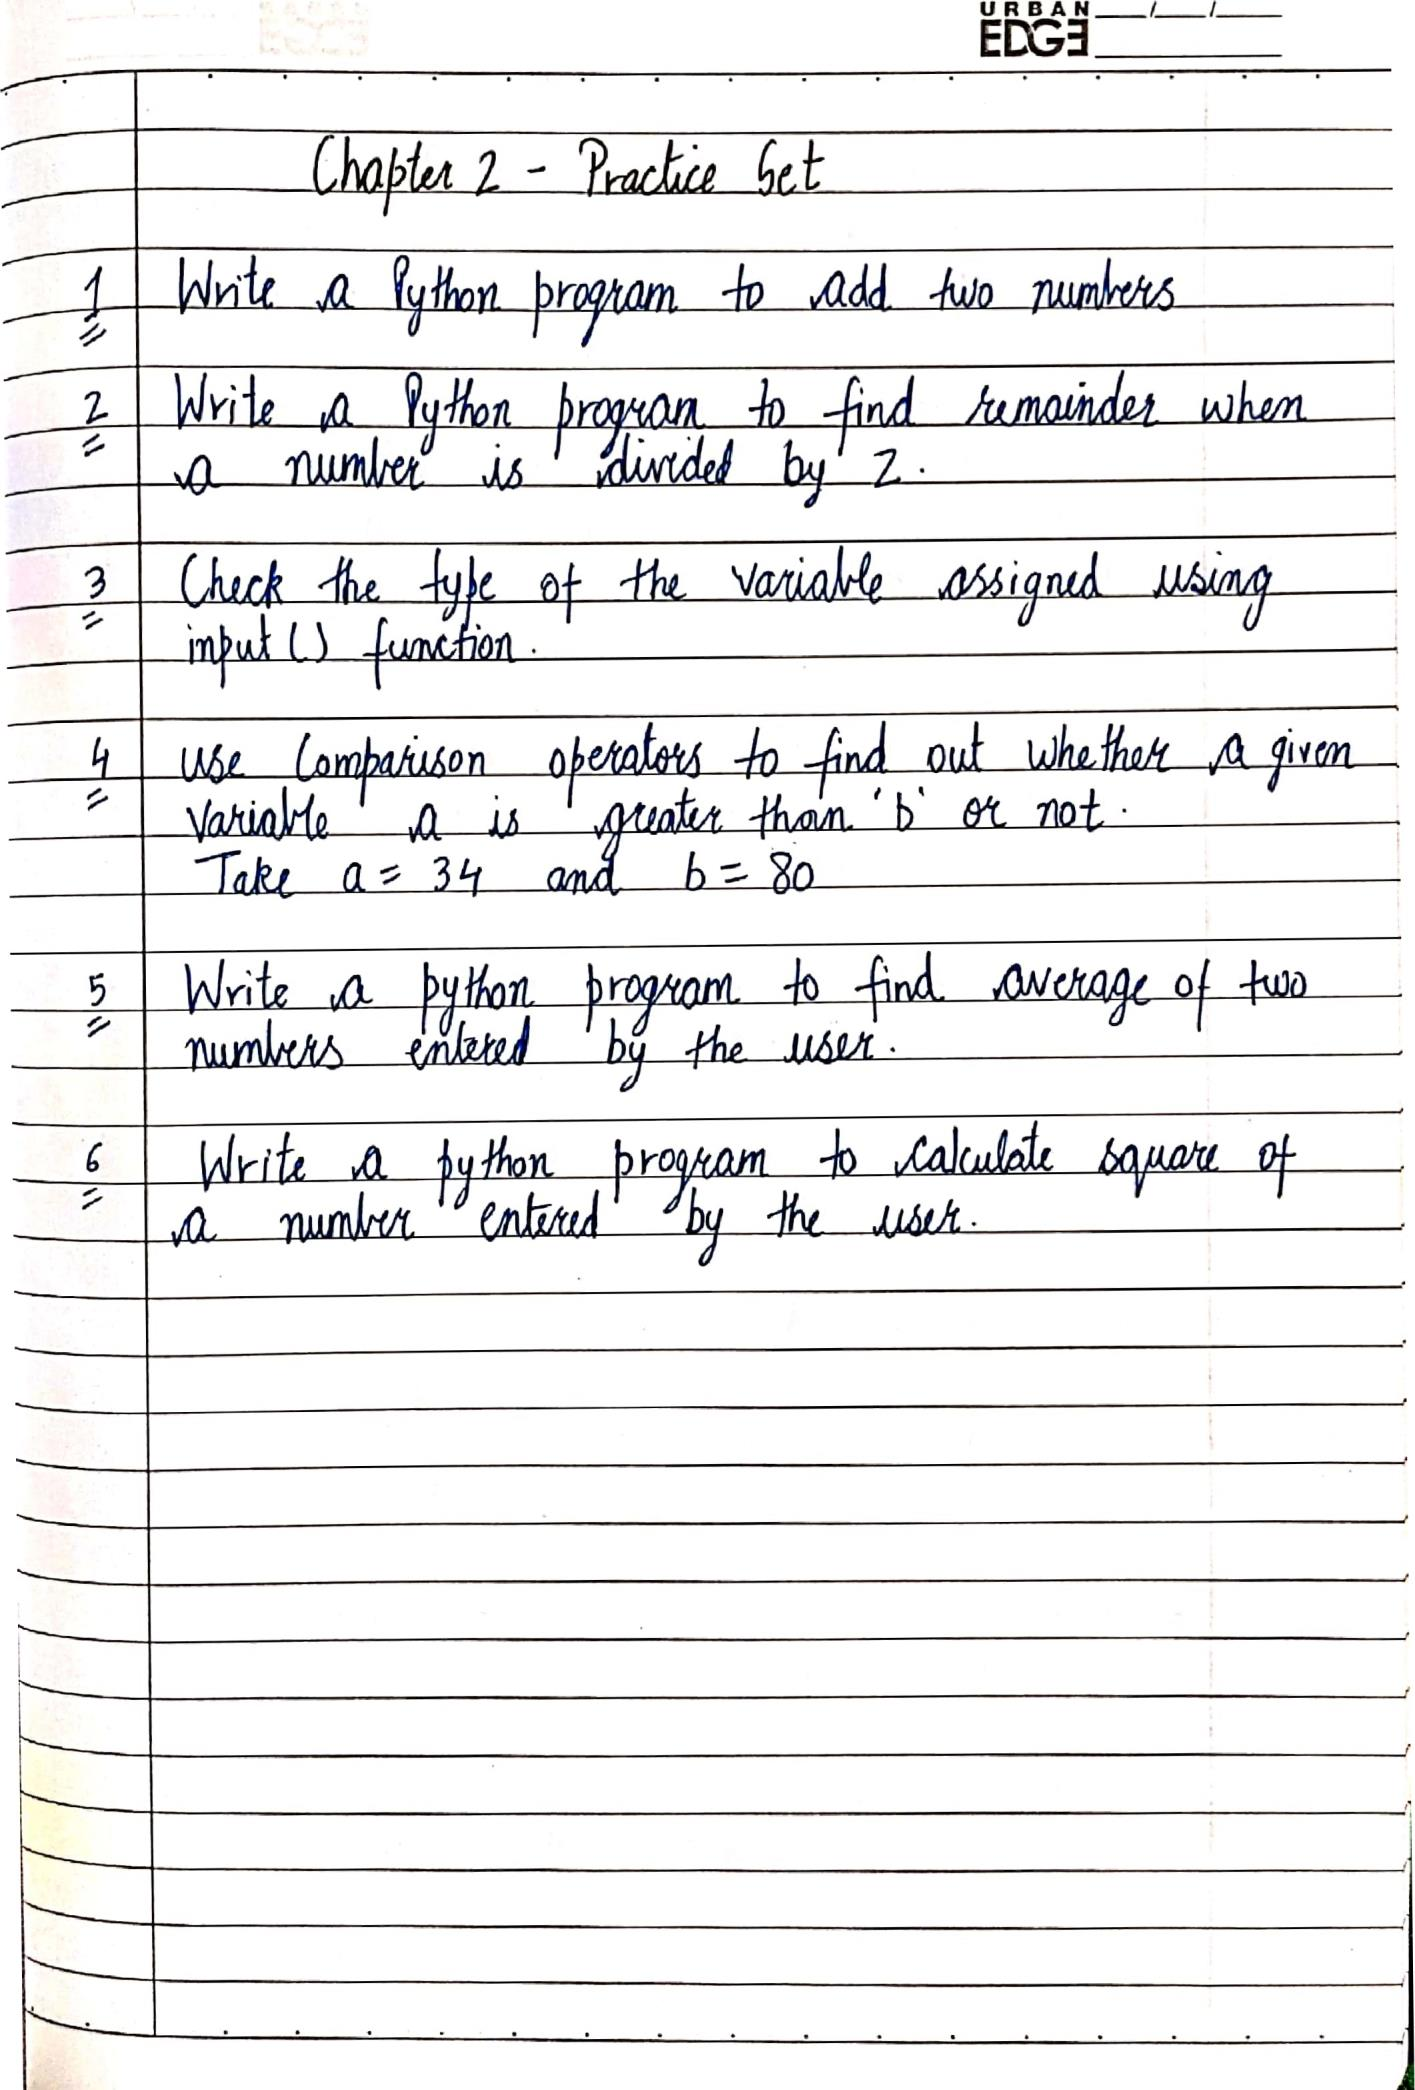 URBAN
EDGE
Chapter 2 - Practice Set
1 Write a Python program to add two numbers
2 Write a Python program to find remainder when
a number is divided by 2.
3 Check the type of the variable assigned using
input () function.
4 use Comparison operators to find out whether a given
variable a is greater than 'b' or not.
Take a = 34 and b = 80
5 Write a python program to find average of two
numbers entered by the user.
6 Write a python program to calculate square of
a number entered by the user.